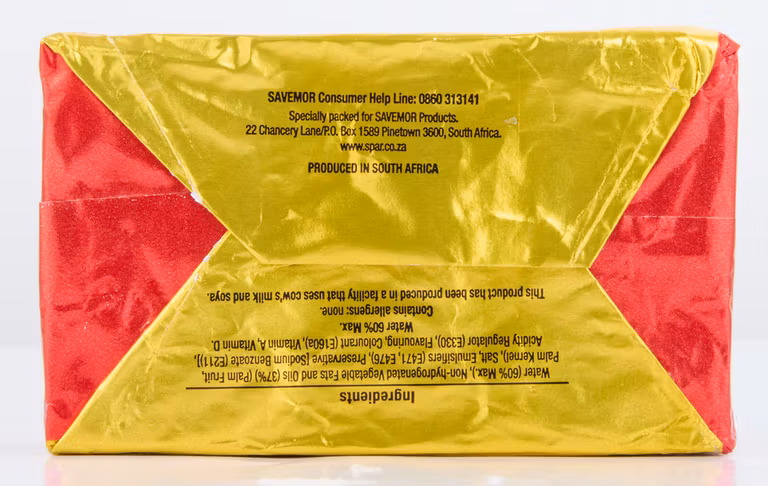 SAVEMOR Consumer Help Line: 0860 313141
Specially packed for SAVEMOR Products.
22 Chancery Lane/P.O. Box 1589 Pinetown 3600, South Africa.
www.spar.co.za
PRODUCED IN SOUTH AFRICA
Ingredients
Water (60% Max.), Non-hydrogenated Vegetable Fats and Oils (37%) (Palm Fruit,
Palm Kernel), Salt, Emulsifiers (E471, E476), Preservative [Sodium Benzoate (E211)],
Acidity Regulator (E330), Flavouring, Colourant (E160a), Vitamin A, Vitamin D.
Water 60% Max.
Contains allergens: none.
This product has been produced in a facility that uses cow's milk and soya.